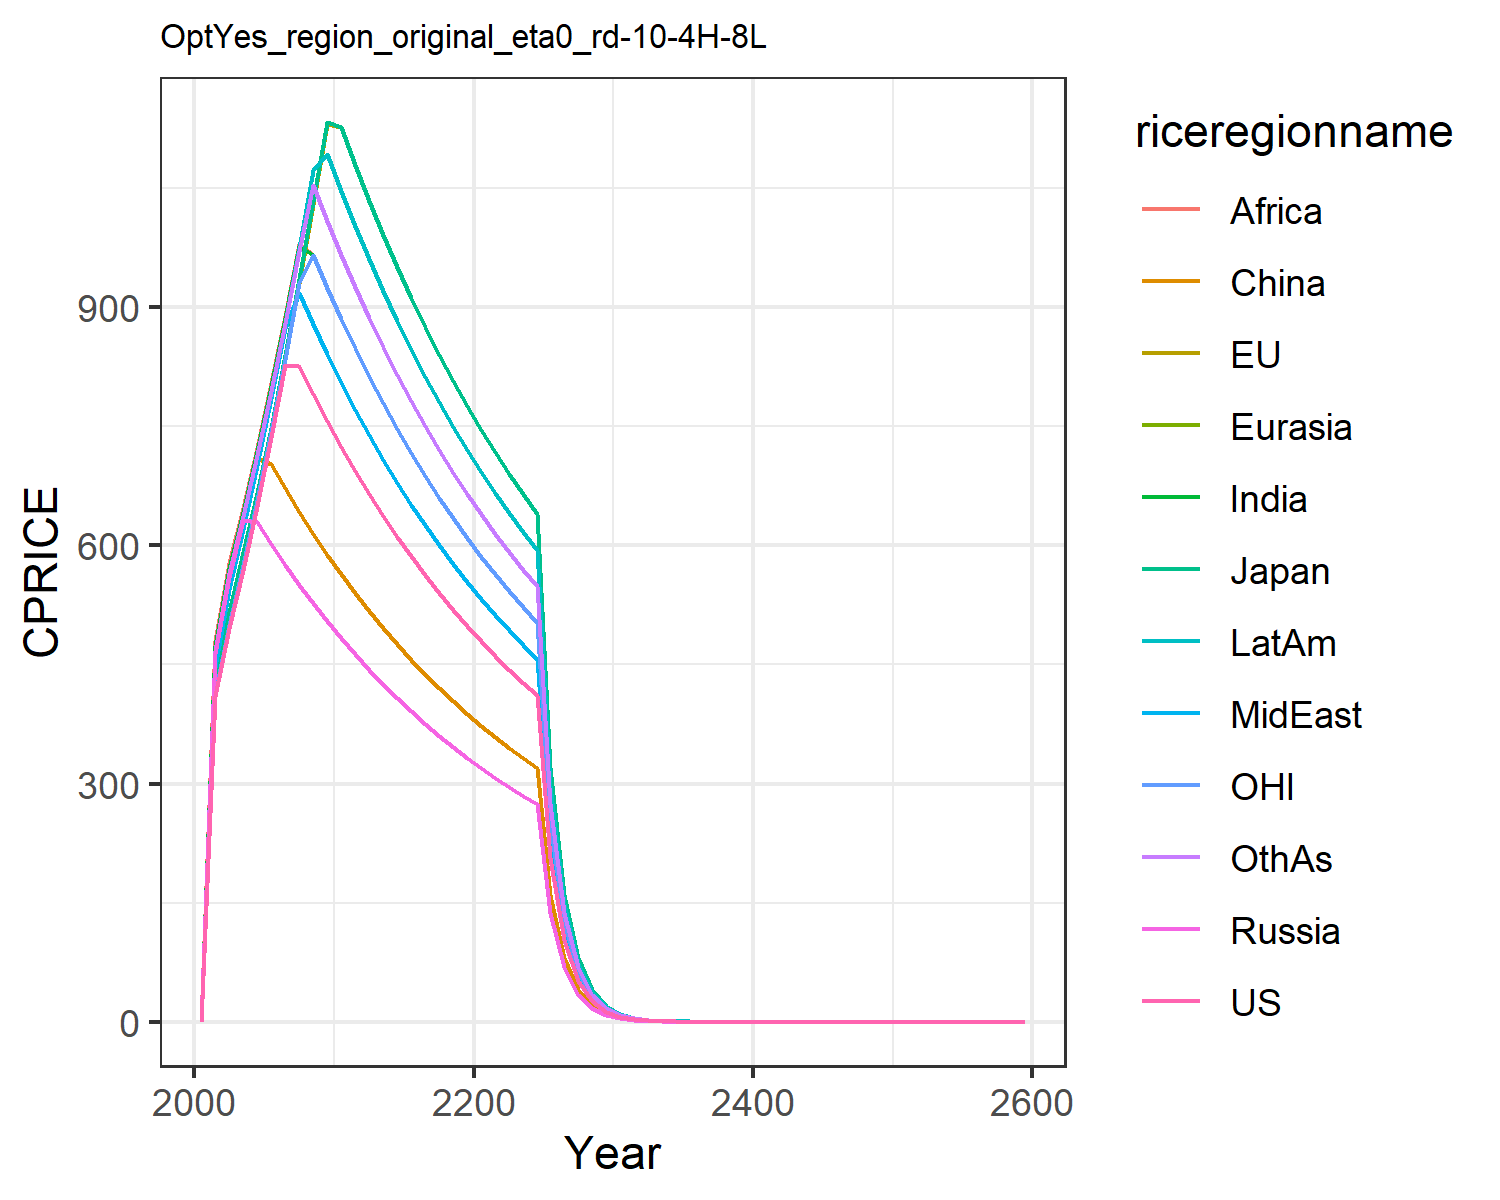 OptYes_region_original_eta0_rd-10-4H-8L
CPRICE
900
600
300
0
2000 2200 2400 2600
Year
riceregionname
Africa
China
EU
Eurasia
India
Japan
LatAm
MidEast
OHI
OthAs
Russia
US